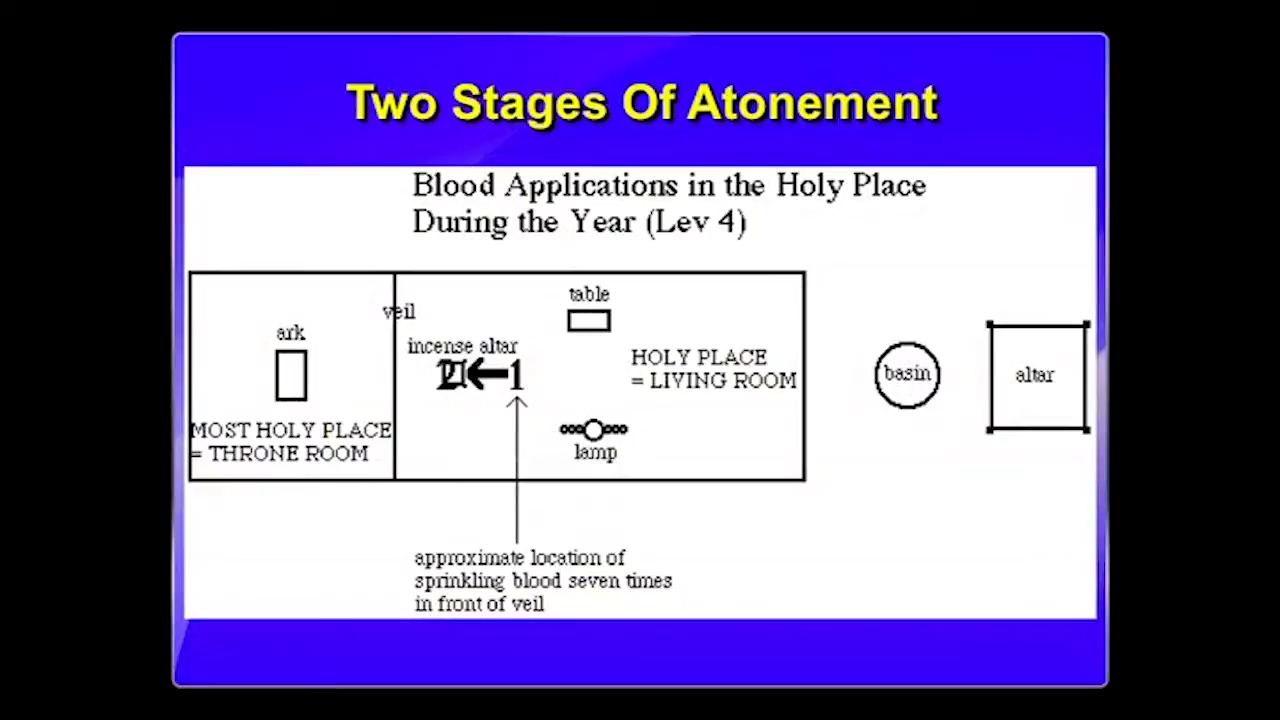 Two Stages Of Atonement
Blood Applications in the Holy Place
During the Year (Lev 4)
table
veil
ark
incense altar
2
1
HOLY PLACE
= LIVING ROOM
basin
altar
MOST HOLY PLACE
= THRONE ROOM
lamp
approximate location of
sprinkling blood seven times
in front of veil